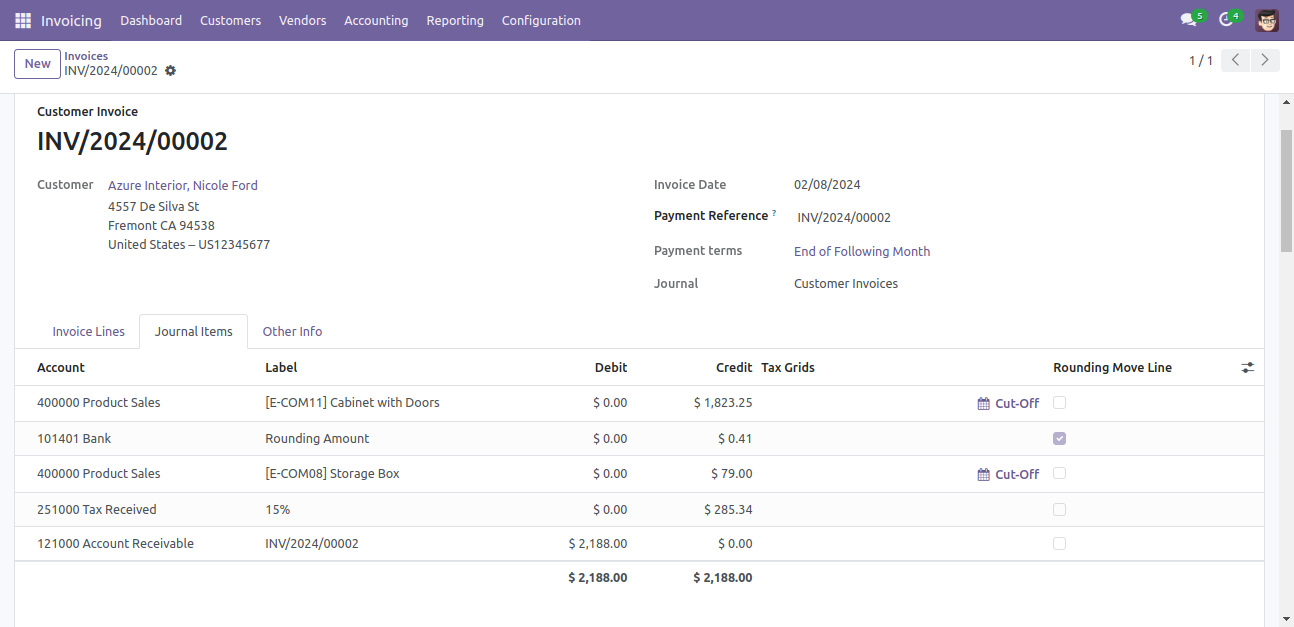 Invoicing Dashboard Customers Vendors Accounting Reporting Configuration 5 4
New Invoices
INV/2024/00002 1 / 1
Customer Invoice
INV/2024/00002
Customer Azure Interior, Nicole Ford Invoice Date 02/08/2024
4557 De Silva St
Payment Reference ? INV/2024/00002
Fremont CA 94538
United States – US12345677
Payment terms End of Following Month
Journal Customer Invoices
Invoice Lines Journal Items Other Info
Account Label Debit Credit Tax Grids Rounding Move Line
400000 Product Sales [E-COM11] Cabinet with Doors $ 0.00 $ 1,823.25 Cut-Off
101401 Bank Rounding Amount $ 0.00 $ 0.41
400000 Product Sales [E-COM08] Storage Box $ 0.00 $ 79.00 Cut-Off
251000 Tax Received 15% $ 0.00 $ 285.34
121000 Account Receivable INV/2024/00002 $ 2,188.00 $ 0.00
$ 2,188.00 $ 2,188.00